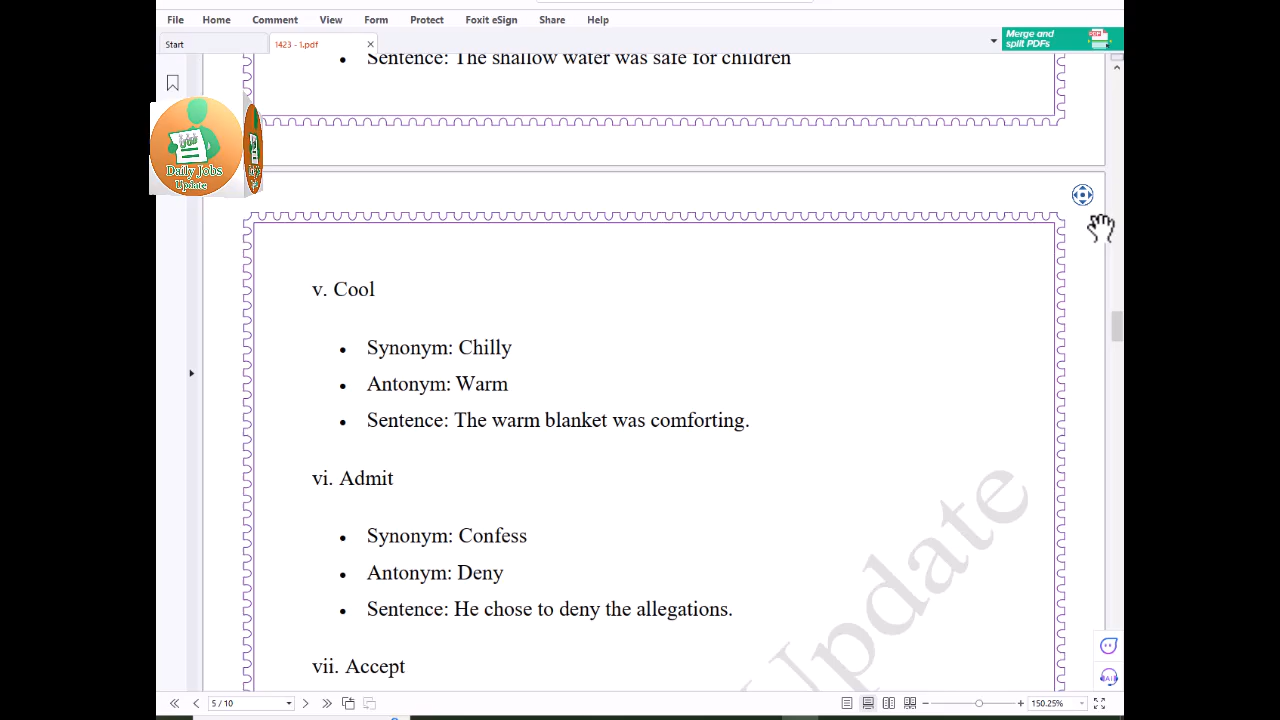 File Home Comment View Form Protect Foxit eSign Share Help
Start 1423 - 1.pdf
Merge and
split PDFs
PDF
• Sentence: The shallow water was safe for children
Daily Jobs
Update
v. Cool
• Synonym: Chilly
• Antonym: Warm
• Sentence: The warm blanket was comforting.
vi. Admit
• Synonym: Confess
• Antonym: Deny
• Sentence: He chose to deny the allegations.
vii. Accept
Update
AI
5 / 10 150.25%